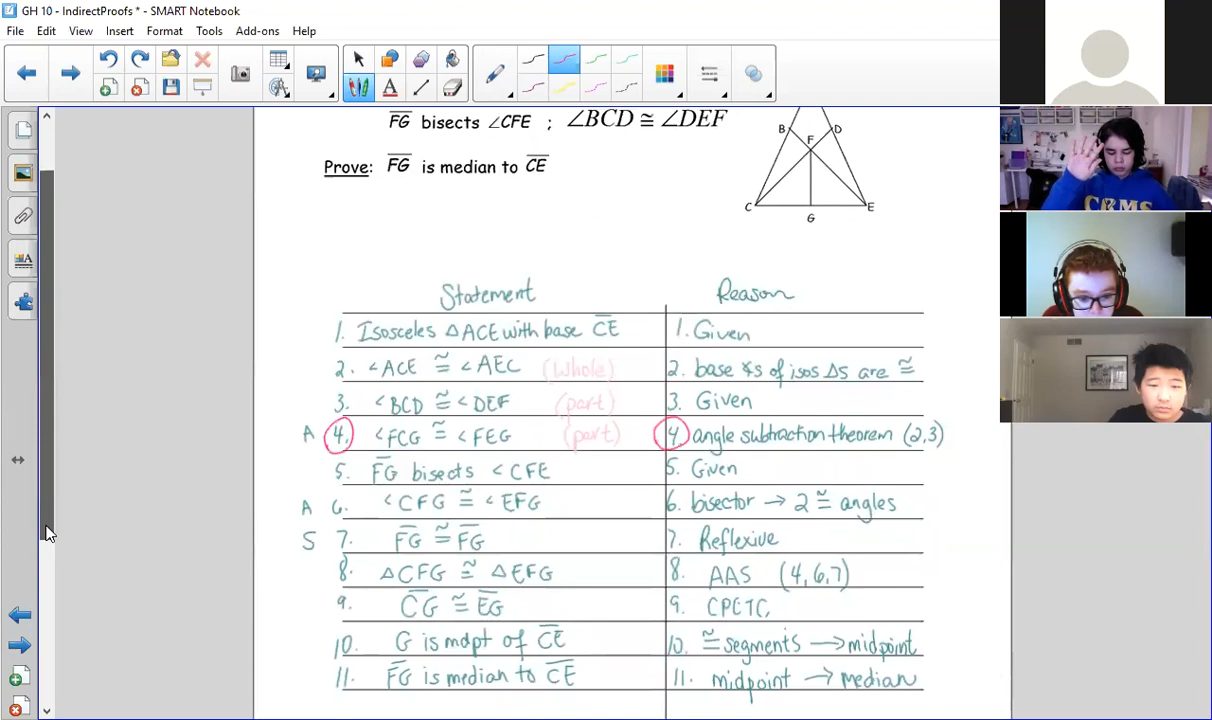 GH 10 - IndirectProofs * - SMART Notebook
File Edit View Insert Format Tools Add-ons Help
FG bisects ∠CFE ; ∠BCD ≅ ∠DEF
Prove: FG is median to CE
B D
F
C E
G
Statement Reason
1. Isosceles △ACE with base CE 1. Given
2. ∠ACE ≅ ∠AEC (whole) 2. base ∡s of isos △s are ≅
3. ∠BCD ≅ ∠DEF (part) 3. Given
A 4. ∠FCG ≅ ∠FEG (part) 4. angle subtraction theorem (2,3)
5. FG bisects ∠CFE 5. Given
A 6. ∠CFG ≅ ∠EFG 6. bisector → 2 ≅ angles
S 7. FG ≅ FG 7. Reflexive
8. △CFG ≅ △EFG 8. AAS (4,6,7)
9. CG ≅ EG 9. CPCTC
10. G is mdpt of CE 10. ≅ segments → midpoint
11. FG is median to CE 11. midpoint → median